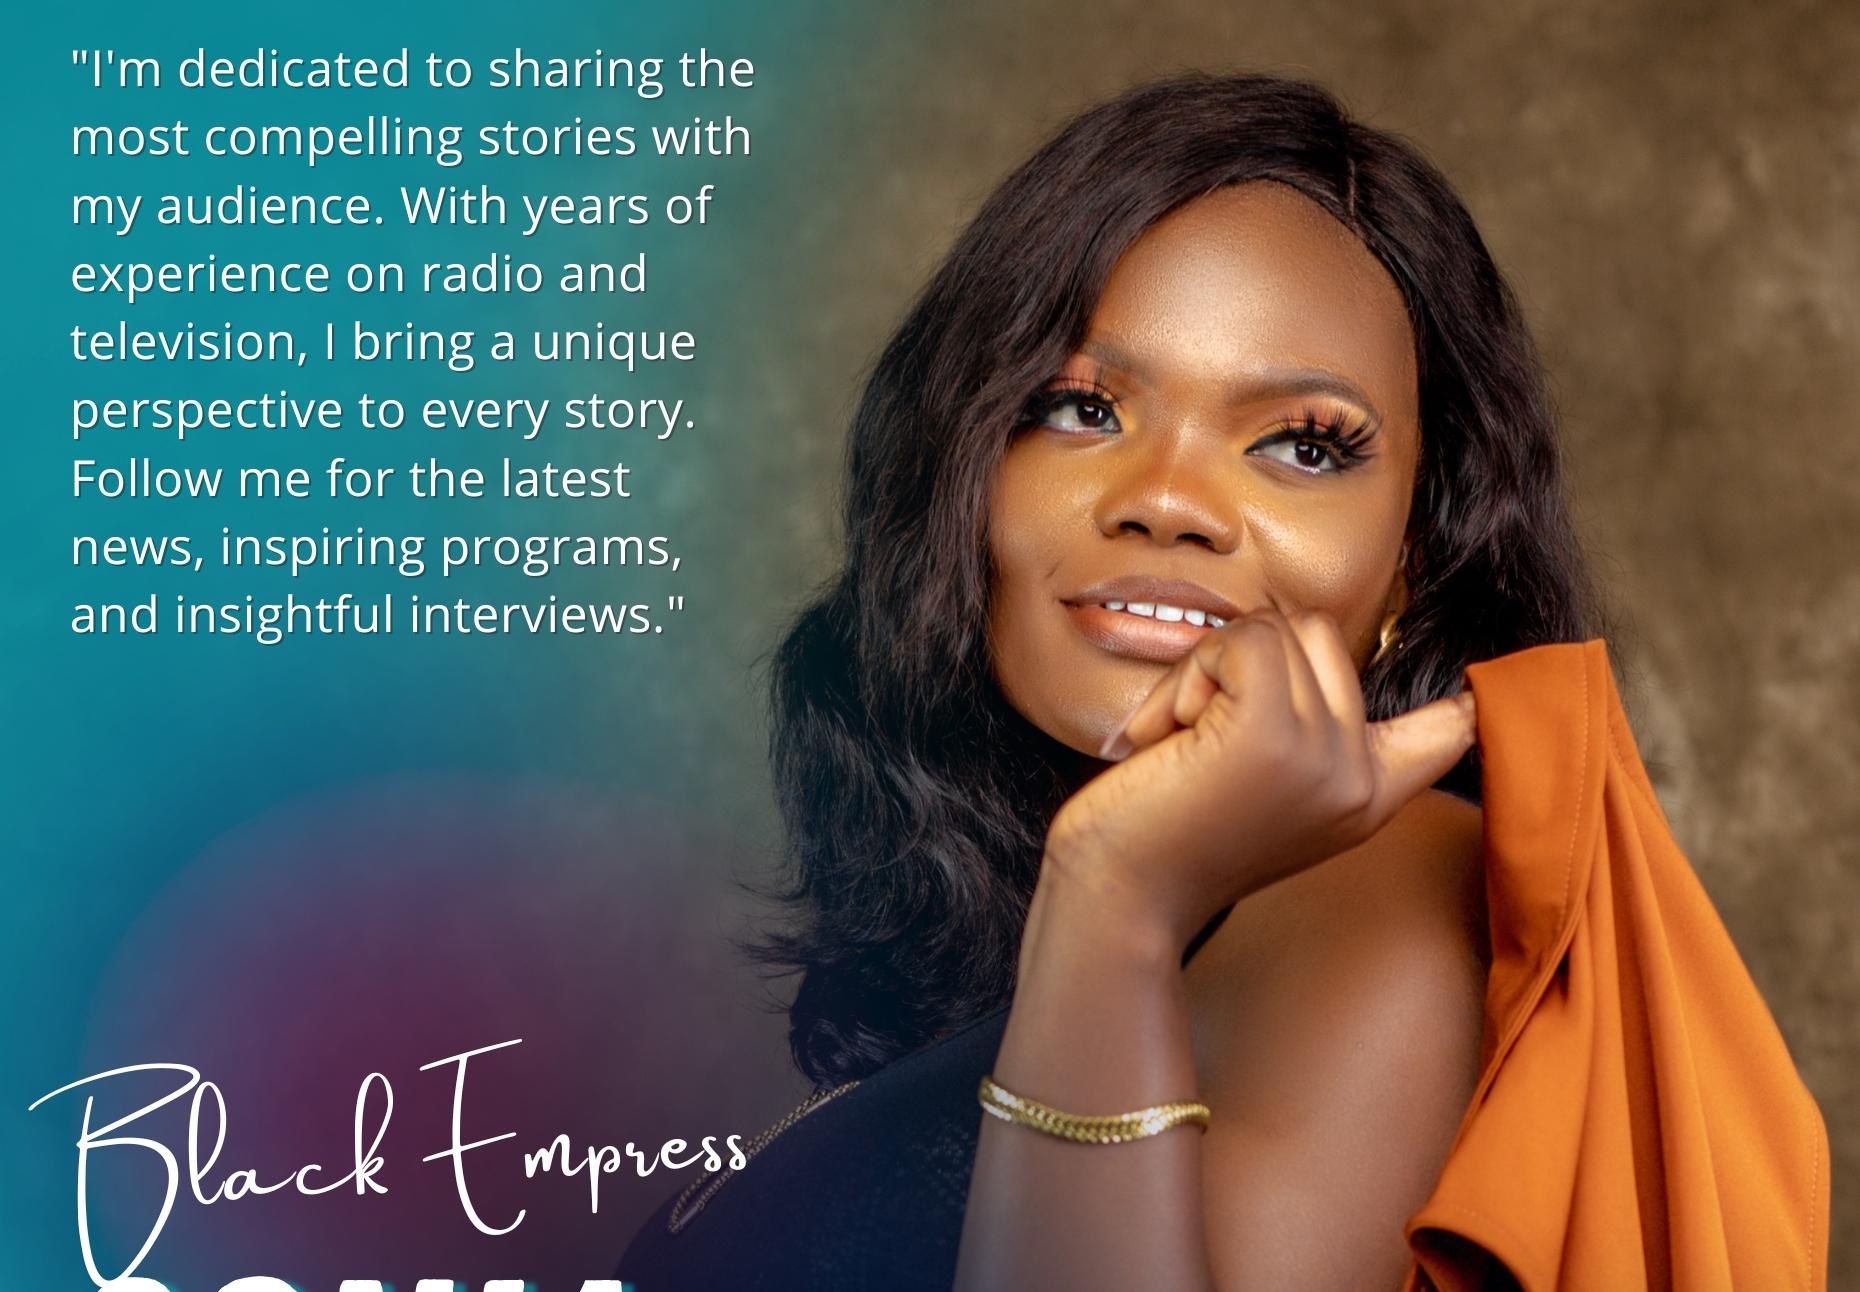 "I'm dedicated to sharing the
most compelling stories with
my audience. With years of
experience on radio and
television, I bring a unique
perspective to every story.
Follow me for the latest
news, inspiring programs,
and insightful interviews."
Black Empress